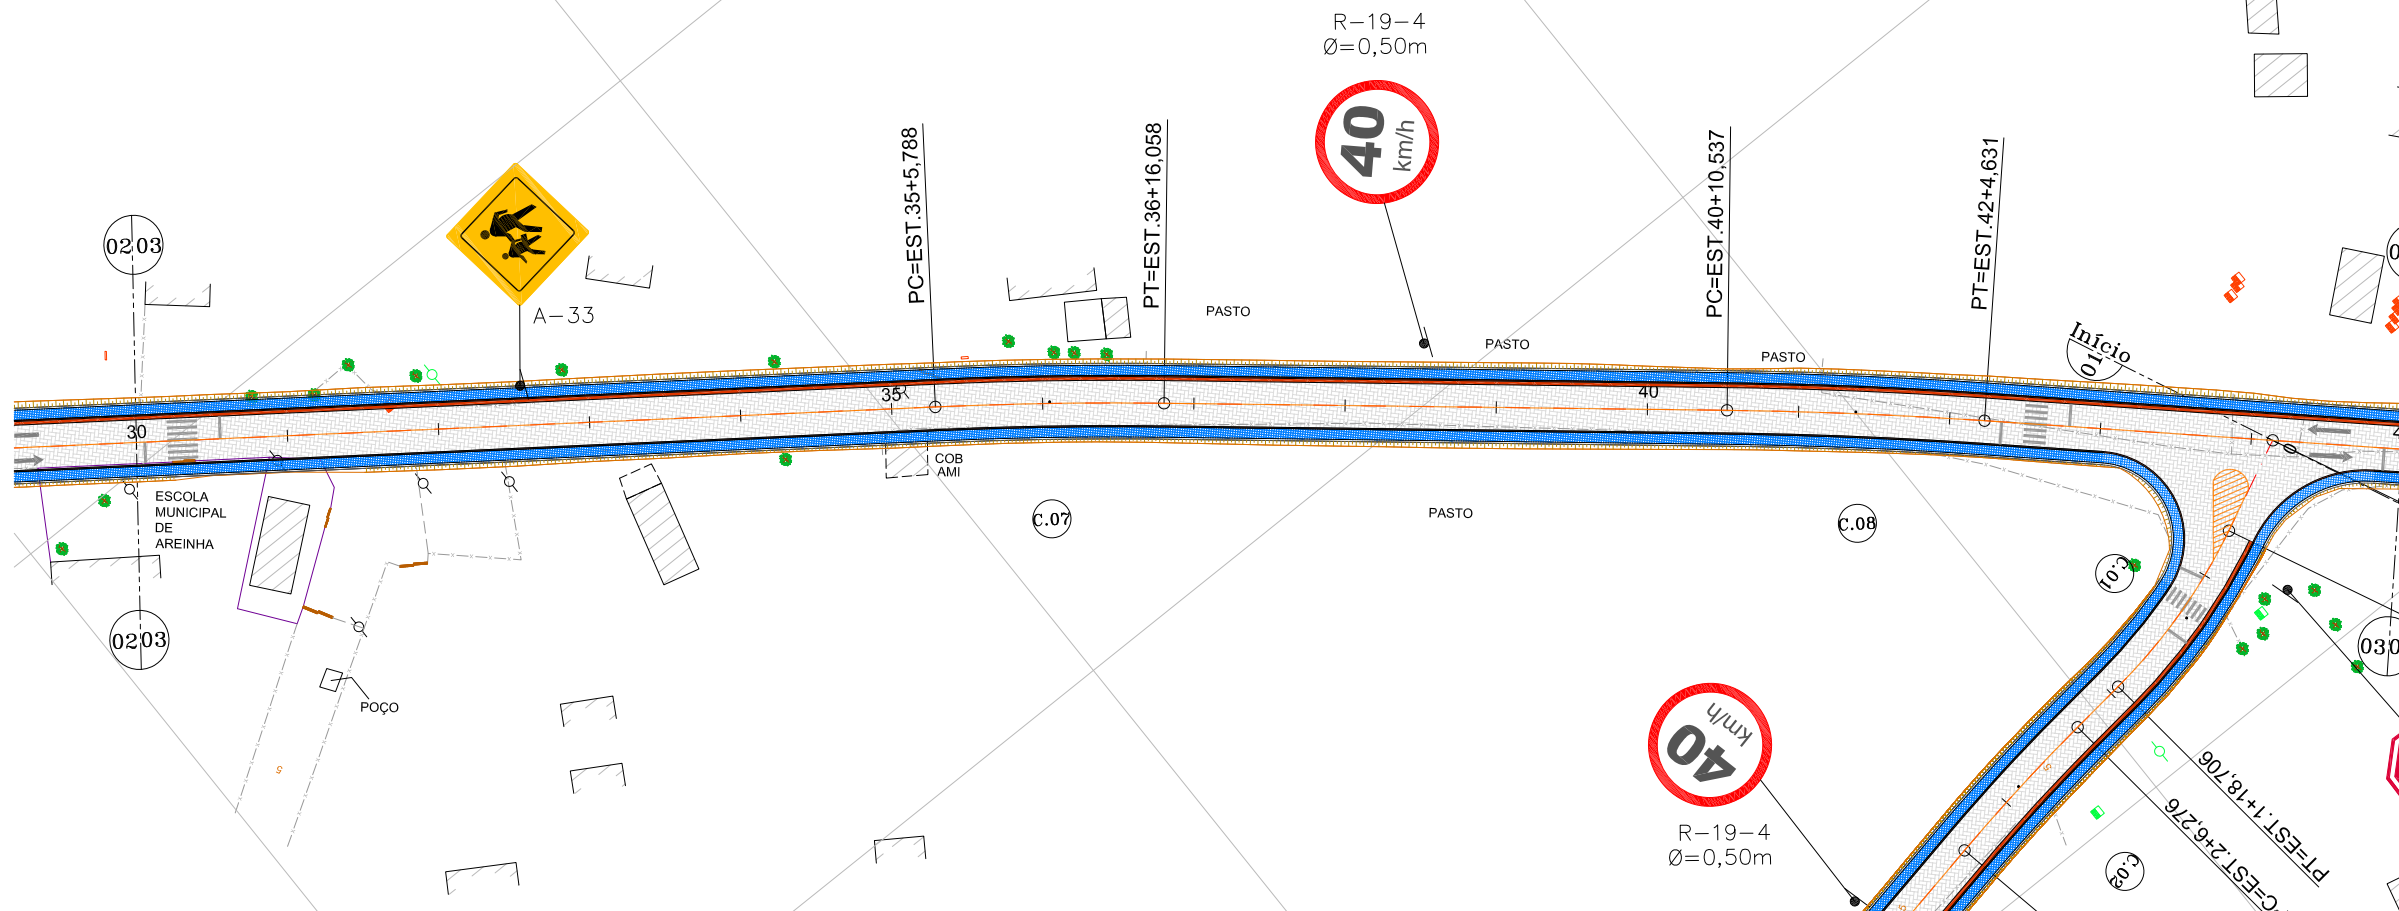 R-19-4
Ø=0,50m
40
km/h
PC=EST.35+5,788
PT=EST.36+16,058
PC=EST.40+10,537
PT=EST.42+4,631
02 03
A-33
PASTO
PASTO
PASTO
Início
01
30
35
40
COB
AMI
ESCOLA
MUNICIPAL
DE
AREINHA
C.07
PASTO
C.08
C.01
02 03
POÇO
5
40
km/h
R-19-4
Ø=0,50m
5
PT=EST.1+18,706
C=EST.2+6,276
C.02